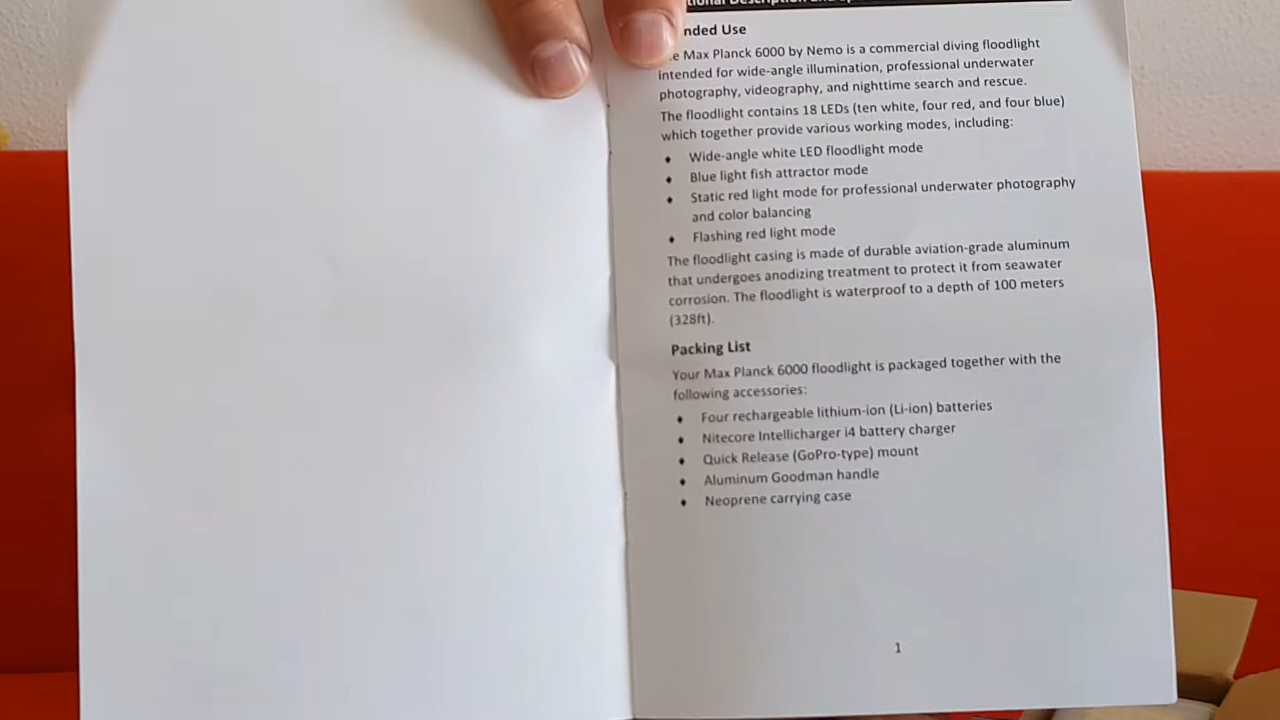 Use
Max Planck 6000 by Nemo is a commercial diving floodlight
intended for wide-angle illumination, professional underwater
photography, videography, and nighttime search and rescue.
The floodlight contains 18 LEDs (ten white, four red, and four blue)
which together provide various working modes, including:
♦ Wide-angle white LED floodlight mode
♦ Blue light fish attractor mode
♦ Static red light mode for professional underwater photography
and color balancing
♦ Flashing red light mode
The floodlight casing is made of durable aviation-grade aluminum
that undergoes anodizing treatment to protect it from seawater
corrosion. The floodlight is waterproof to a depth of 100 meters
(328ft).
Packing List
Your Max Planck 6000 floodlight is packaged together with the
following accessories:
♦ Four rechargeable lithium-ion (Li-ion) batteries
♦ Nitecore Intellicharger i4 battery charger
♦ Quick Release (GoPro-type) mount
♦ Aluminum Goodman handle
♦ Neoprene carrying case
1